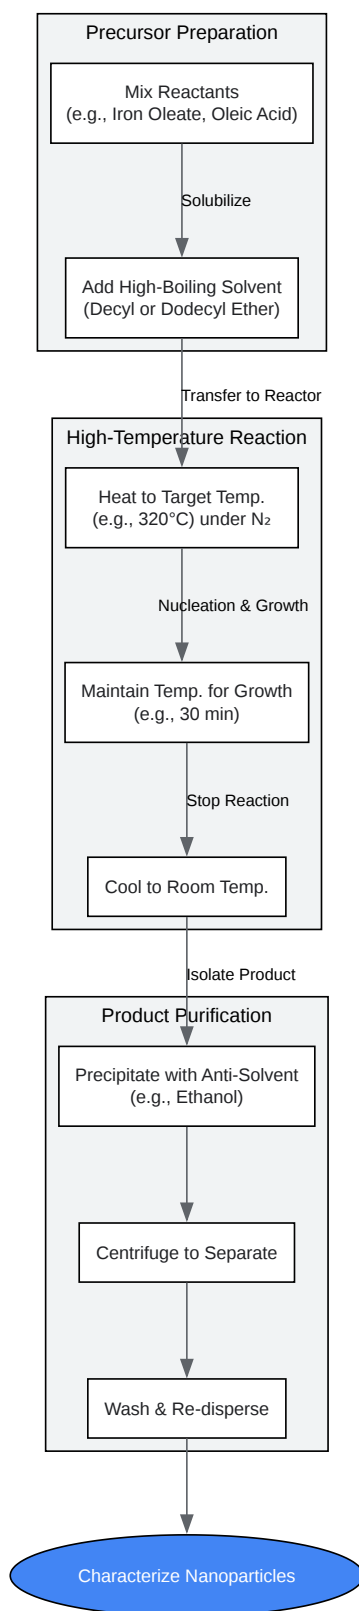 Precursor Preparation
Mix Reactants
(e.g., Iron Oleate, Oleic Acid)
Solubilize
Add High-Boiling Solvent
(Decyl or Dodecyl Ether)
Transfer to Reactor
High-Temperature Reaction
Heat to Target Temp.
(e.g., 320°C) under N₂
Nucleation & Growth
Maintain Temp. for Growth
(e.g., 30 min)
Stop Reaction
Cool to Room Temp.
Isolate Product
Product Purification
Precipitate with Anti-Solvent
(e.g., Ethanol)
Centrifuge to Separate
Wash & Re-disperse
Characterize Nanoparticles